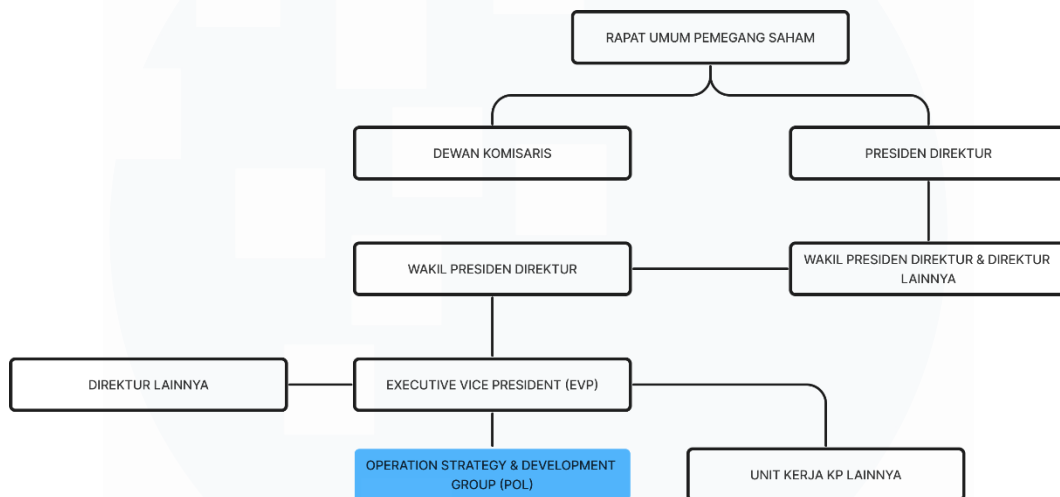 RAPAT UMUM PEMEGANG SAHAM
DEWAN KOMISARIS
PRESIDEN DIREKTUR
WAKIL PRESIDEN DIREKTUR
WAKIL PRESIDEN DIREKTUR & DIREKTUR
LAINNYA
DIREKTUR LAINNYA
EXECUTIVE VICE PRESIDENT (EVP)
OPERATION STRATEGY & DEVELOPMENT
GROUP (POL)
UNIT KERJA KP LAINNYA